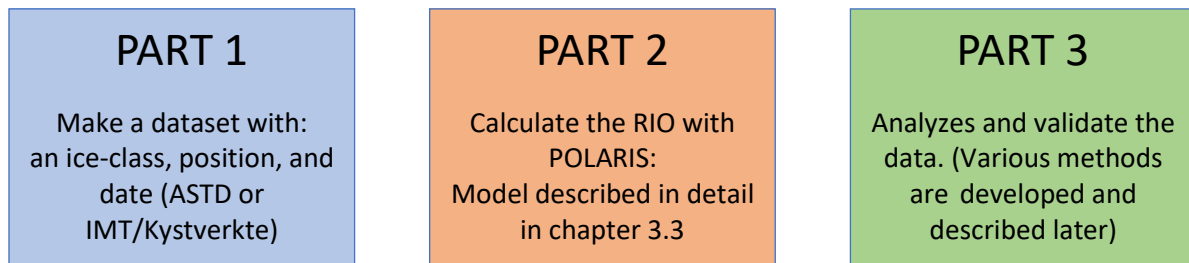 PART 1
Make a dataset with:
an ice-class, position, and
date (ASTD or
IMT/Kystverkte)
PART 2
Calculate the RIO with
POLARIS:
Model described in detail
in chapter 3.3
PART 3
Analyzes and validate the
data. (Various methods
are developed and
described later)